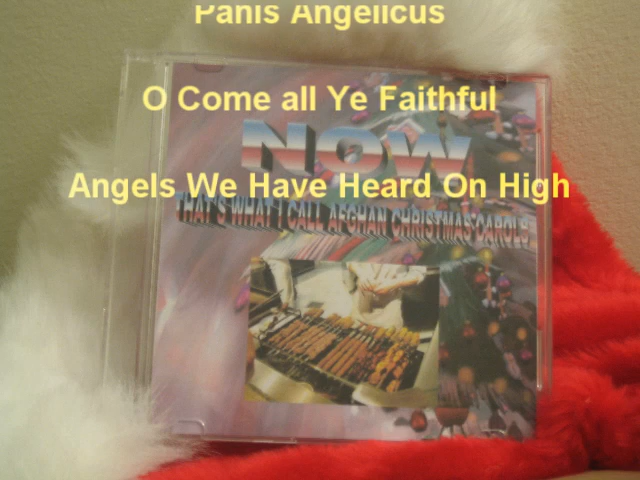 Panis Angelicus
O Come all Ye Faithful
NOW
Angels We Have Heard On High
THAT'S WHAT I CALL AFGHAN CHRISTMAS CAROLS